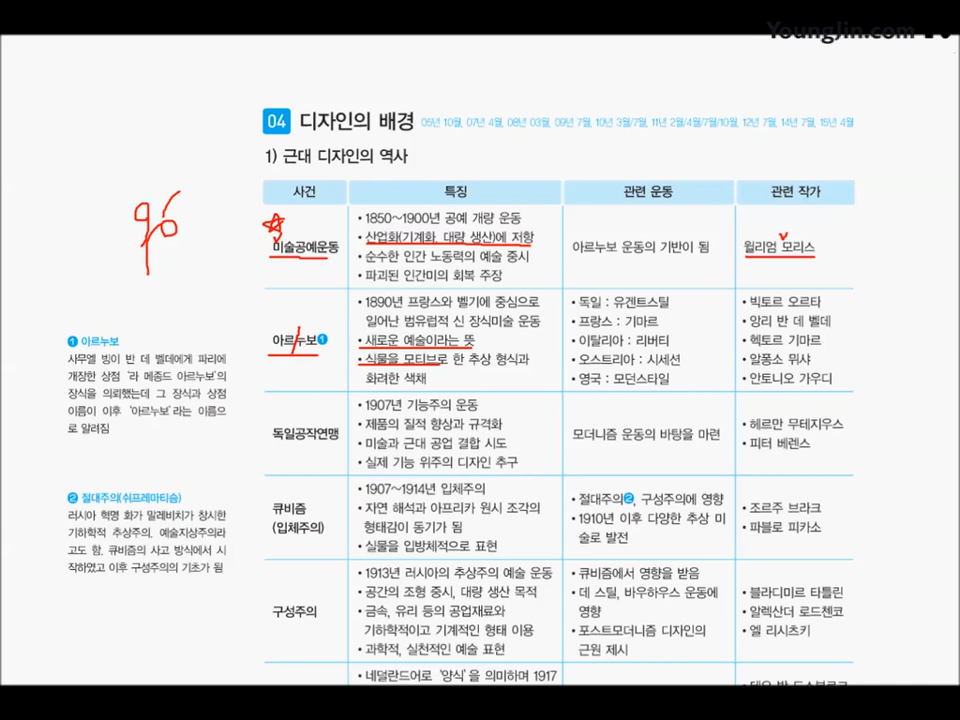 YoungJin.com
04 디자인의 배경 05년 10월, 07년 4월, 08년 03월, 09년 7월, 10년 3월/7월, 11년 2월/4월/7월/10월, 12년 7월, 14년 7월, 15년 4월
1) 근대 디자인의 역사
사건 특징 관련 운동 관련 작가
96
미술공예운동
• 1850~1900년 공예 개량 운동
• 산업화(기계화, 대량 생산)에 저항
• 순수한 인간 노동력의 예술 중시
• 파괴된 인간미의 회복 주장
아르누보 운동의 기반이 됨
윌리엄 모리스
아르누보❶
• 1890년 프랑스와 벨기에 중심으로
일어난 범유럽적 신 장식미술 운동
• 새로운 예술이라는 뜻
• 식물을 모티브로 한 추상 형식과
화려한 색채
• 독일 : 유겐트스틸
• 프랑스 : 기마르
• 이탈리아 : 리버티
• 오스트리아 : 시세션
• 영국 : 모던스타일
• 빅토르 오르타
• 앙리 반 데 벨데
• 헥토르 기마르
• 알퐁소 뮈샤
• 안토니오 가우디
독일공작연맹
• 1907년 기능주의 운동
• 제품의 질적 향상과 규격화
• 미술과 근대 공업 결합 시도
• 실제 기능 위주의 디자인 추구
모더니즘 운동의 바탕을 마련
• 헤르만 무테지우스
• 피터 베렌스
큐비즘
(입체주의)
• 1907~1914년 입체주의
• 자연 해석과 아프리카 원시 조각의
형태감이 동기가 됨
• 실물을 입방체적으로 표현
• 절대주의❷, 구성주의에 영향
• 1910년 이후 다양한 추상 미
술로 발전
• 조르주 브라크
• 파블로 피카소
구성주의
• 1913년 러시아의 추상주의 예술 운동
• 공간의 조형 중시, 대량 생산 목적
• 금속, 유리 등의 공업재료와
기하학적이고 기계적인 형태 이용
• 과학적, 실천적인 예술 표현
• 큐비즘에서 영향을 받음
• 데 스틸, 바우하우스 운동에
영향
• 포스트모더니즘 디자인의
근원 제시
• 블라디미르 타틀린
• 알렉산더 로드첸코
• 엘 리시츠키
• 네덜란드어로 '양식'을 의미하며 1917
❶ 아르누보
사무엘 빙이 반 데 벨데에게 파리에
개장한 상점 '라 메종드 아르누보'의
장식을 의뢰했는데 그 장식과 상점
이름이 이후 '아르누보'라는 이름으
로 알려짐
❷ 절대주의(쉬프레마티슴)
러시아 혁명 화가 말레비치가 창시한
기하학적 추상주의. 예술지상주의라
고도 함. 큐비즘의 사고 방식에서 시
작하였고 이후 구성주의의 기초가 됨